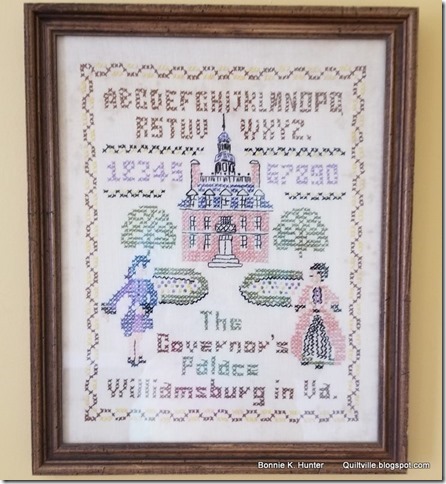 ABCDEFGHIJKLMNOPQ
RSTUV WXYZ.
12345 67890
The
Governor's
Palace
Williamsburg in Va.
Bonnie K. Hunter Quiltville.blogspot.com